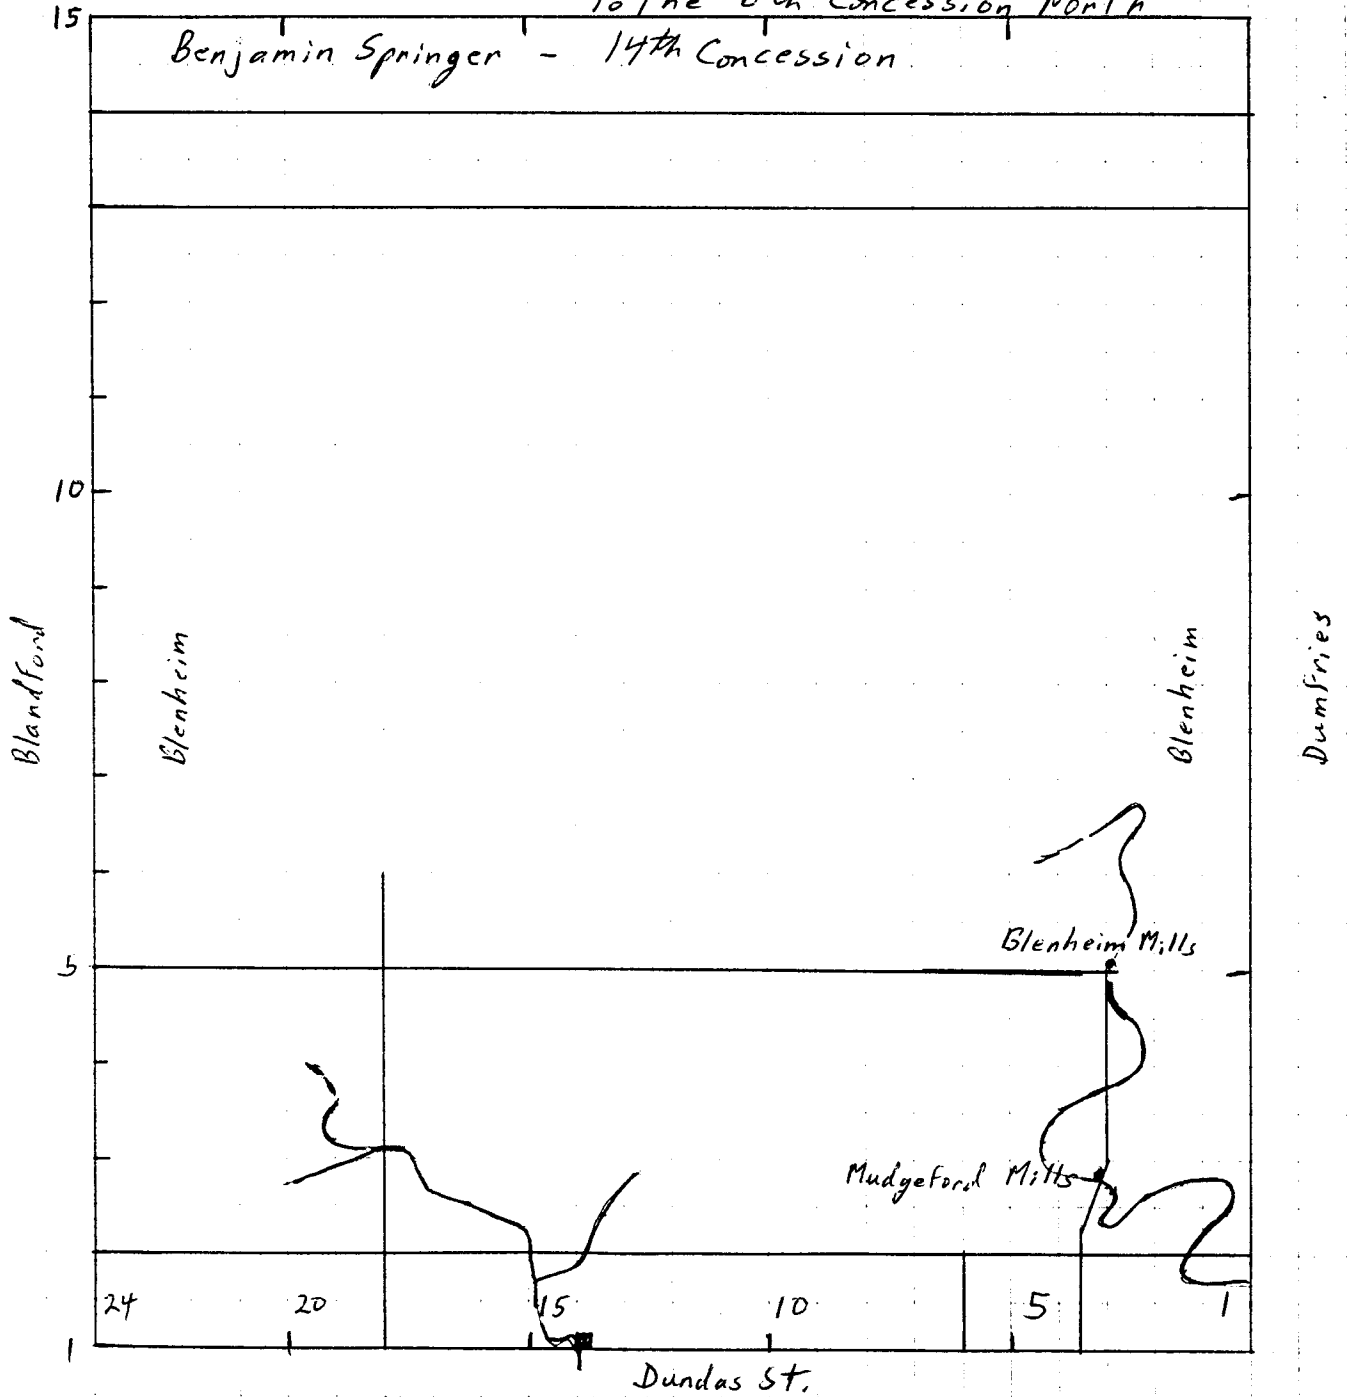 To The 8th Concession North
15
Benjamin Springer - 14th Concession
10
Blandford
Blenheim
Blenheim
Dumfries
Blenheim Mills
5
Mudgeford Mills
24 20 15 10 5 1
1
Dundas St.